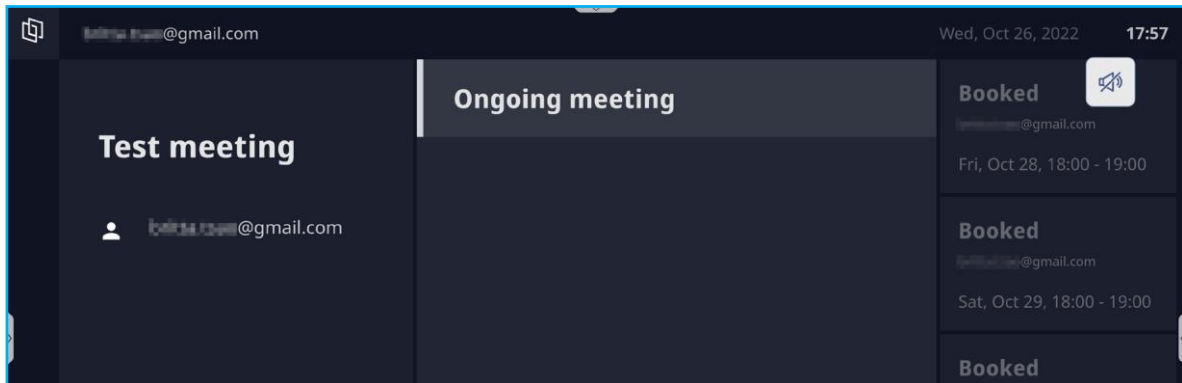 @gmail.com
Wed, Oct 26, 2022
17:57
Test meeting
@gmail.com
Ongoing meeting
Booked
@gmail.com
Fri, Oct 28, 18:00 - 19:00
Booked
@gmail.com
Sat, Oct 29, 18:00 - 19:00
Booked